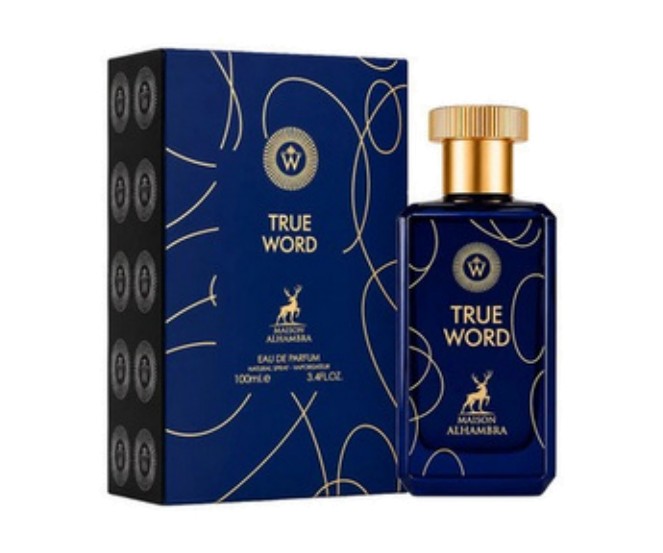 W
TRUE
WORD
MAISON
ALHAMBRA
EAU DE PARFUM
NATURAL SPRAY - VAPORISATEUR
100ml.e 3.4FL.OZ.
W
TRUE
WORD
MAISON
ALHAMBRA